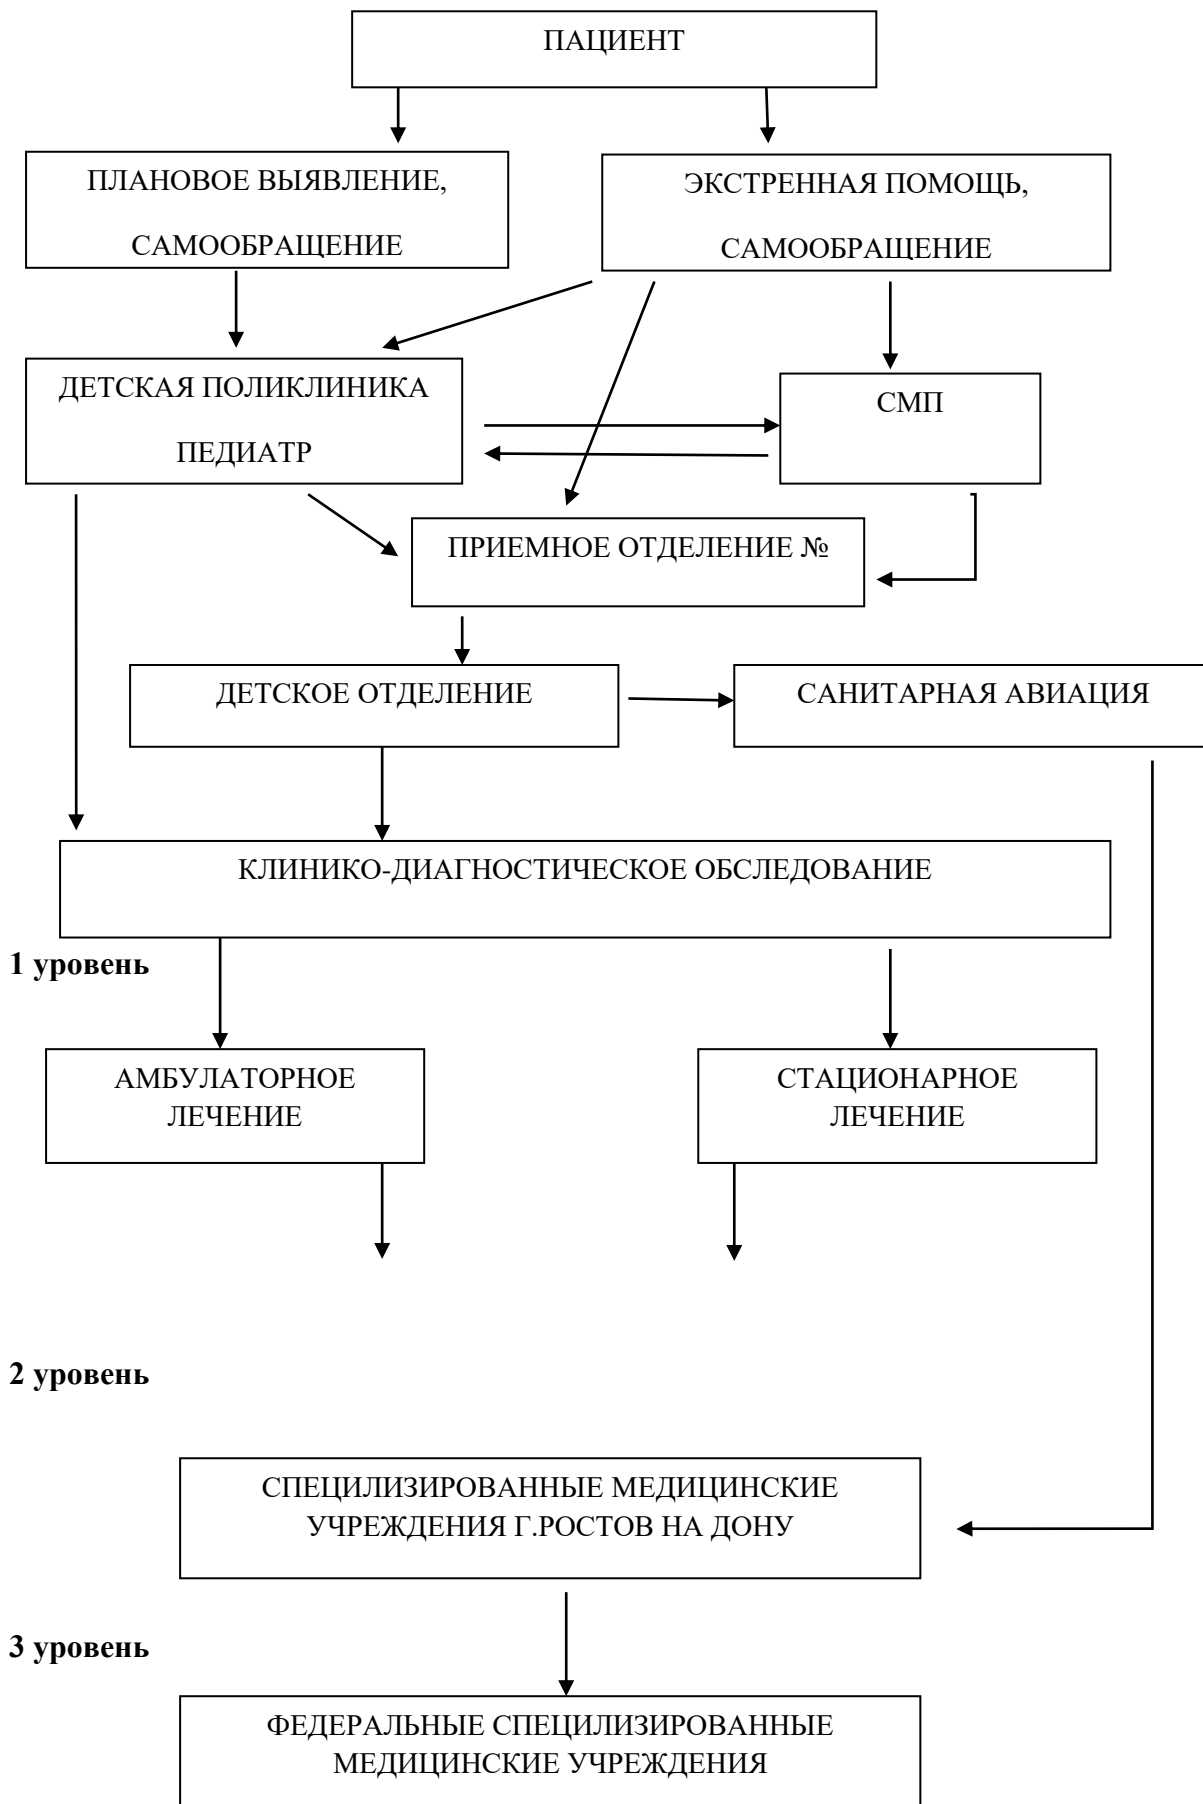 ПАЦИЕНТ
ПЛАНОВОЕ ВЫЯВЛЕНИЕ,
САМООБРАЩЕНИЕ
ЭКСТРЕННАЯ ПОМОЩЬ,
САМООБРАЩЕНИЕ
ДЕТСКАЯ ПОЛИКЛИНИКА
ПЕДИАТР
СМП
ПРИЕМНОЕ ОТДЕЛЕНИЕ №
ДЕТСКОЕ ОТДЕЛЕНИЕ
САНИТАРНАЯ АВИАЦИЯ
КЛИНИКО-ДИАГНОСТИЧЕСКОЕ ОБСЛЕДОВАНИЕ
1 уровень
АМБУЛАТОРНОЕ
ЛЕЧЕНИЕ
СТАЦИОНАРНОЕ
ЛЕЧЕНИЕ
2 уровень
СПЕЦИЛИЗИРОВАННЫЕ МЕДИЦИНСКИЕ
УЧРЕЖДЕНИЯ Г.РОСТОВ НА ДОНУ
3 уровень
ФЕДЕРАЛЬНЫЕ СПЕЦИЛИЗИРОВАННЫЕ
МЕДИЦИНСКИЕ УЧРЕЖДЕНИЯ